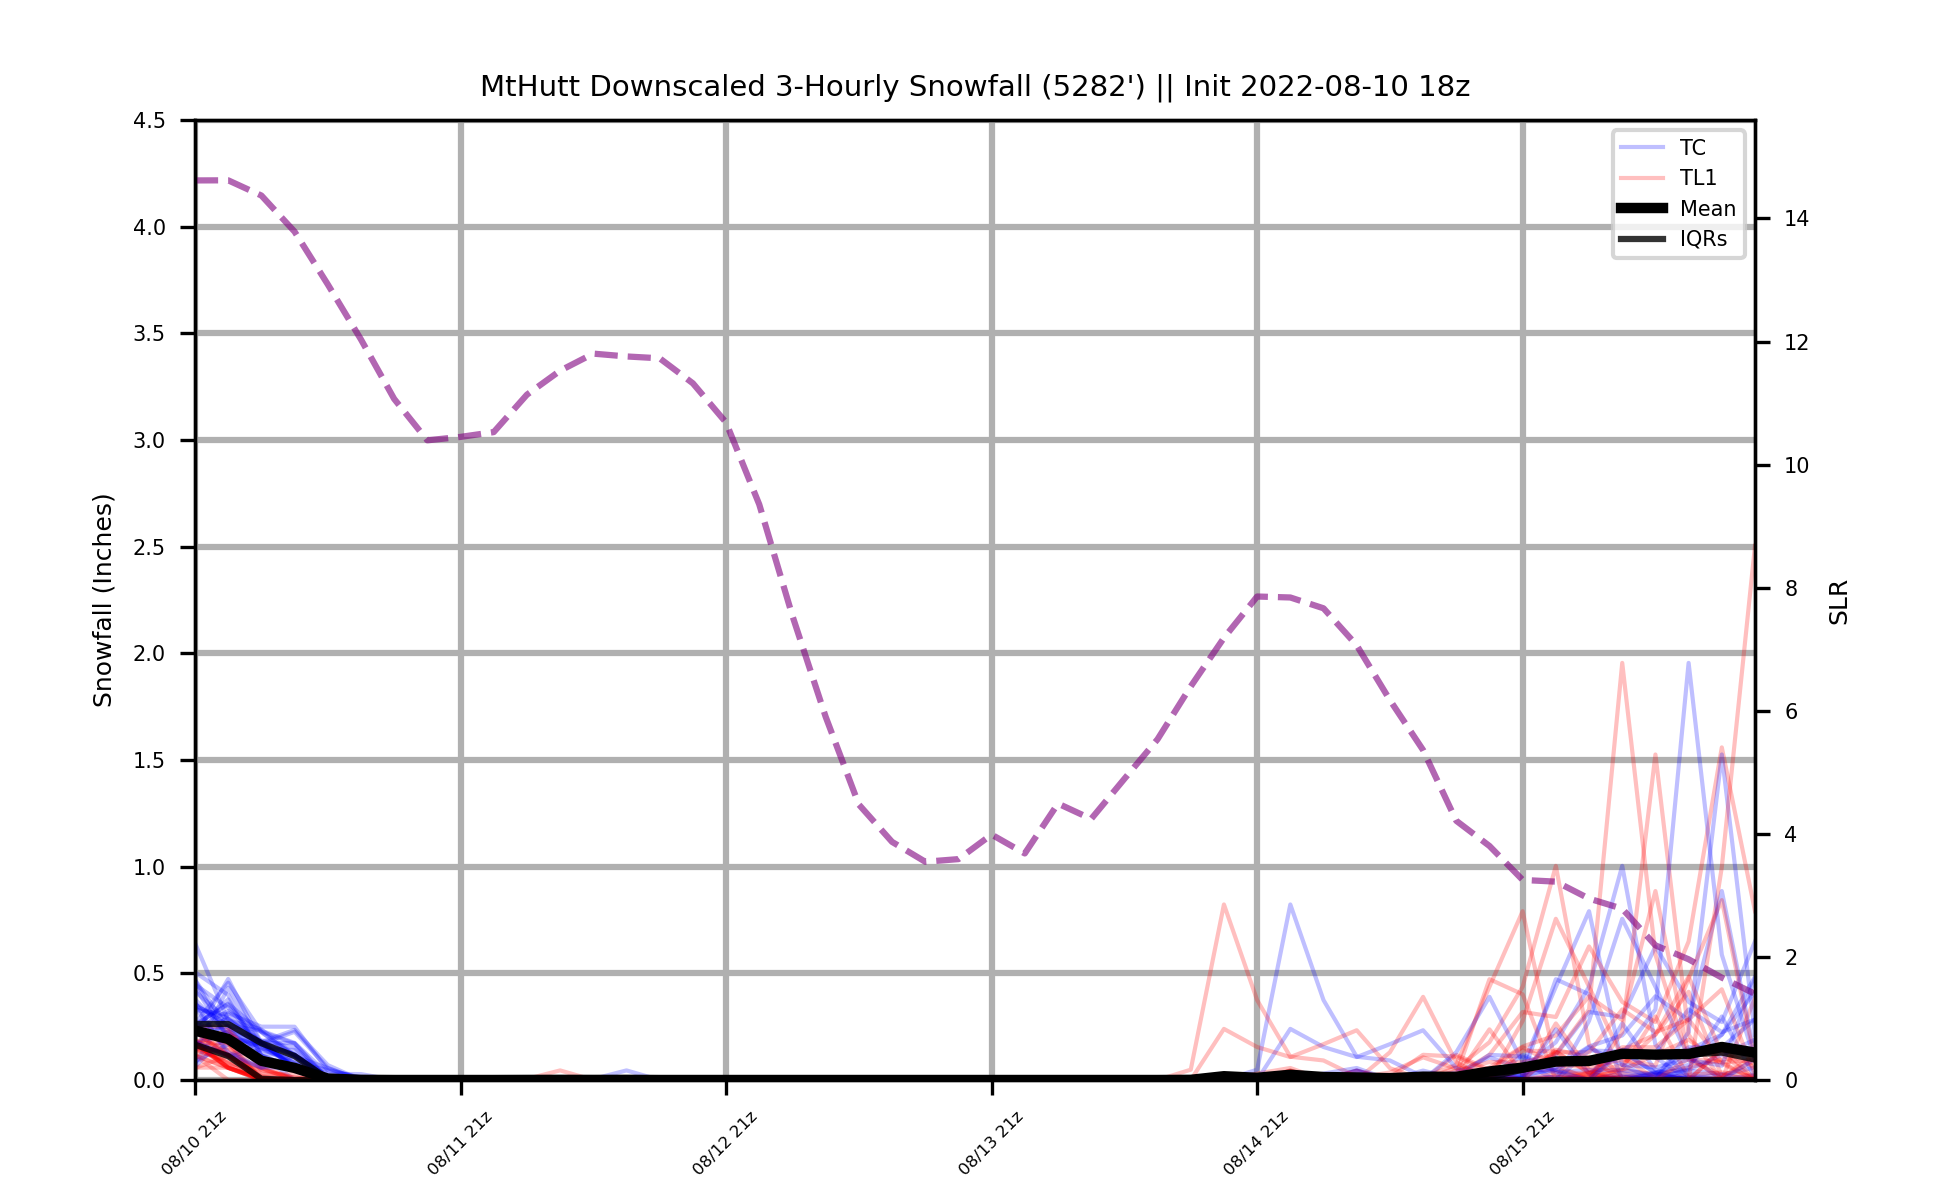 MtHutt Downscaled 3-Hourly Snowfall (5282') || Init 2022-08-10 18z
4.5
4.0
3.5
3.0
2.5
2.0
1.5
1.0
0.5
0.0
Snowfall (Inches)
TC
TL1
Mean
IQRs
14
12
10
8
6
4
2
0
SLR
08/10 21z
08/11 21z
08/12 21z
08/13 21z
08/14 21z
08/15 21z